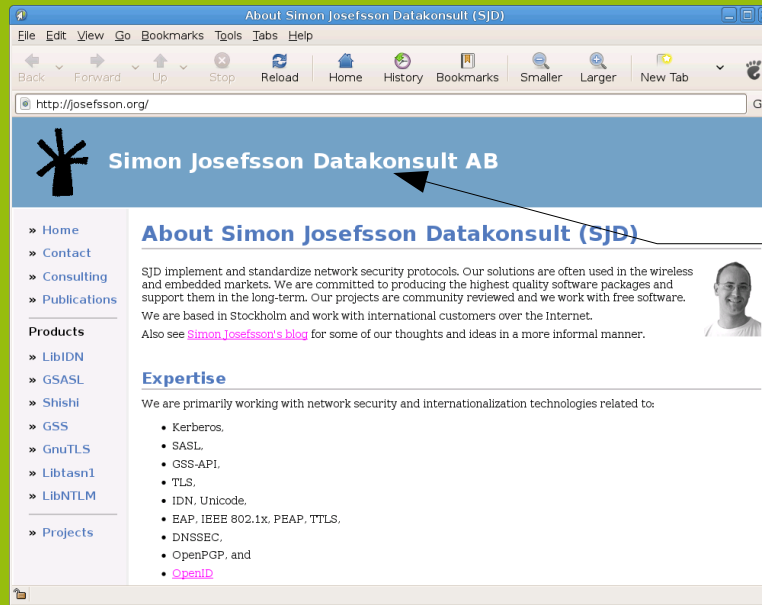 About Simon Josefsson Datakonsult (SJD)
File Edit View Go Bookmarks Tools Tabs Help
Back Forward Up Stop Reload Home History Bookmarks Smaller Larger New Tab
http://josefsson.org/ G
Simon Josefsson Datakonsult AB
» Home
» Contact
» Consulting
» Publications
Products
» LibIDN
» GSASL
» Shishi
» GSS
» GnuTLS
» Libtasn1
» LibNTLM
» Projects
About Simon Josefsson Datakonsult (SJD)
SJD implement and standardize network security protocols. Our solutions are often used in the wireless
and embedded markets. We are committed to producing the highest quality software packages and
support them in the long-term. Our projects are community reviewed and we work with free software.
We are based in Stockholm and work with international customers over the Internet.
Also see Simon Josefsson's blog for some of our thoughts and ideas in a more informal manner.
Expertise
We are primarily working with network security and internationalization technologies related to:
• Kerberos,
• SASL,
• GSS-API,
• TLS,
• IDN, Unicode,
• EAP, IEEE 802.1x, PEAP, TTLS,
• DNSSEC,
• OpenPGP, and
• OpenID